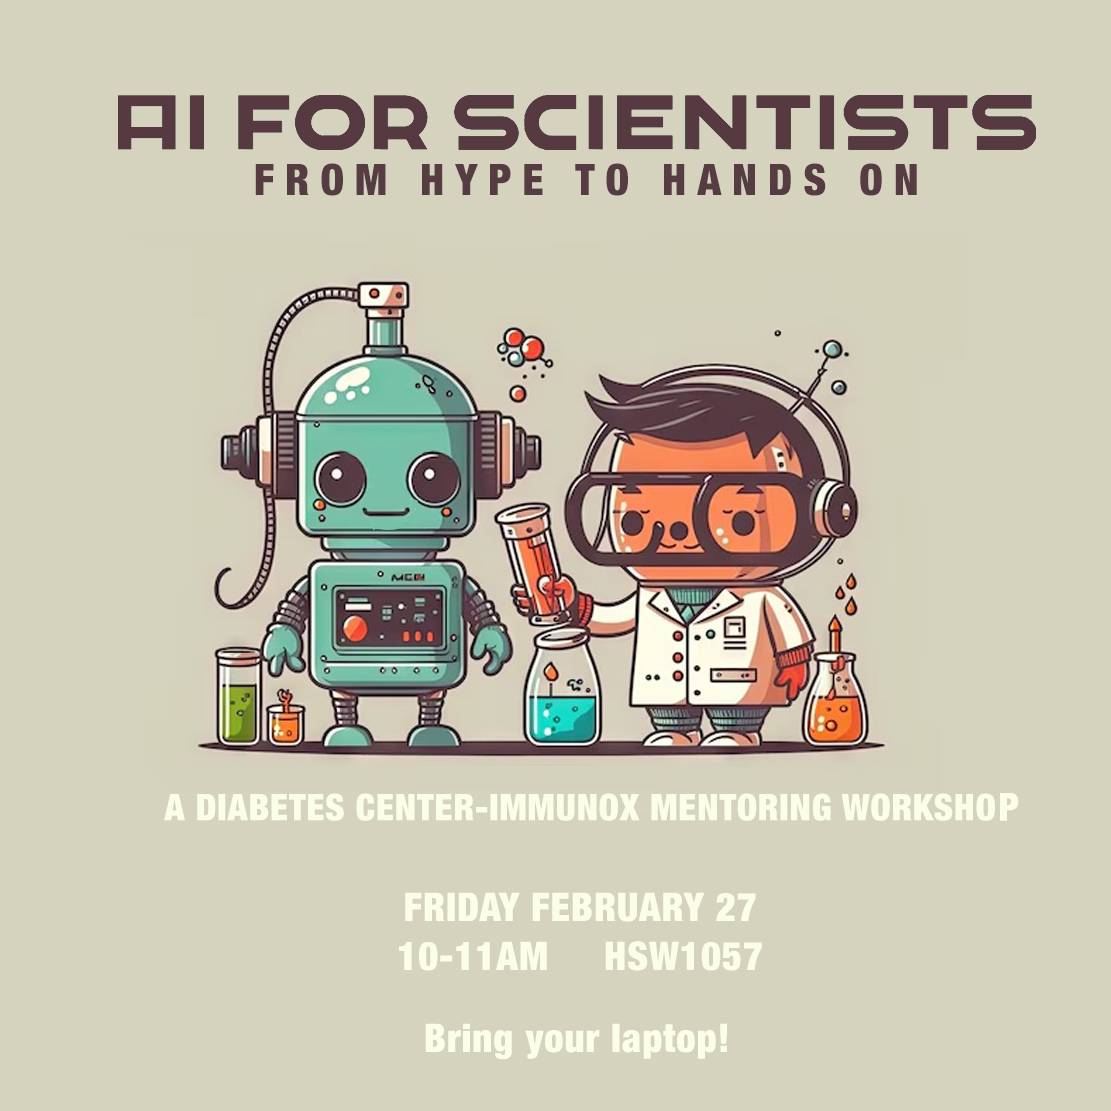 AI FOR SCIENTISTS
FROM HYPE TO HANDS ON
A DIABETES CENTER-IMMUNOX MENTORING WORKSHOP
FRIDAY FEBRUARY 27
10-11AM HSW1057
Bring your laptop!